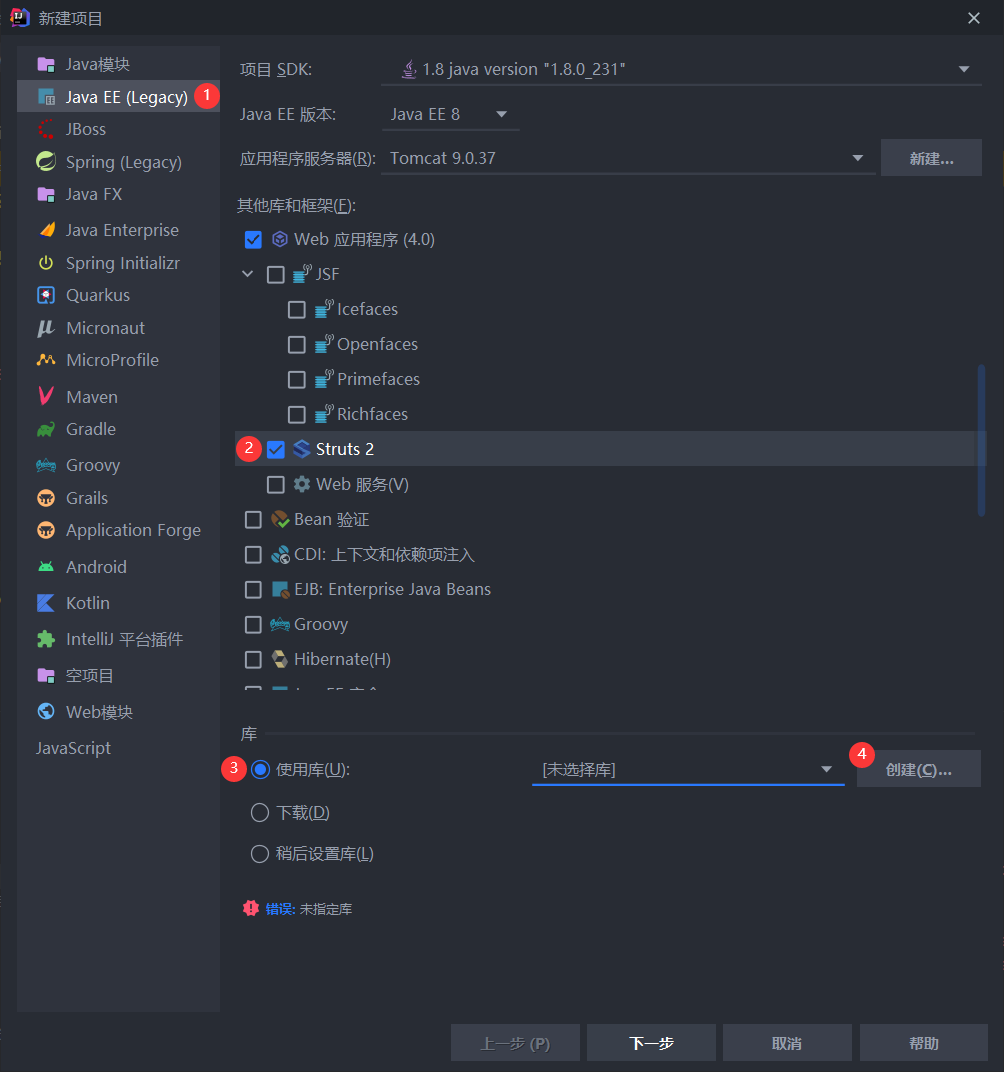 新建项目
Java模块
Java EE (Legacy) 1
JBoss
Spring (Legacy)
Java FX
Java Enterprise
Spring Initializr
Quarkus
Micronaut
MicroProfile
Maven
Gradle
Groovy
Grails
Application Forge
Android
Kotlin
IntelliJ 平台插件
空项目
Web模块
JavaScript
项目 SDK: 1.8 java version "1.8.0_231"
Java EE 版本: Java EE 8
应用程序服务器(R): Tomcat 9.0.37 新建...
其他库和框架(F):
Web 应用程序 (4.0)
JSF
Icefaces
Openfaces
Primefaces
Richfaces
2 Struts 2
Web 服务(V)
Bean 验证
CDI: 上下文和依赖项注入
EJB: Enterprise Java Beans
Groovy
Hibernate(H)
库
3 使用库(U): [未选择库] 4 创建(C)...
下载(D)
稍后设置库(L)
错误: 未指定库
上一步 (P) 下一步 取消 帮助